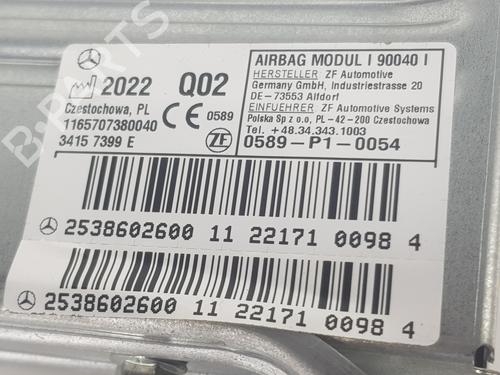 2022 Q02
Czestochowa, PL
1165707380040
3415 7399 E
CE 0589
ZF
AIRBAG MODUL I 90040 I
HERSTELLER ZF Automotive
Germany GmbH, Industriestrasse 20
DE-73553 Alfdorf
EINFUEHRER ZF Automotive Systems
Polska Sp z o.o, PL-42-200 Czestochowa
Tel.+48.34.343.1003
0589-P1-0054
2538602600 11 22171 0098 4
2538602600 11 22171 0098 4